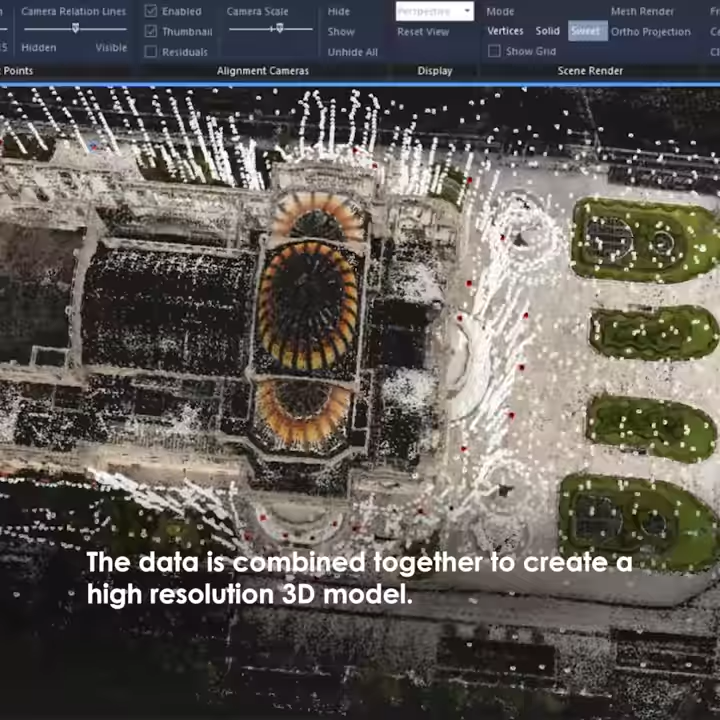 Camera Relation Lines
Enabled
Camera Scale
Hide
Perspective
Mode
Mesh Render
Thumbnail
Show
Reset View
Vertices Solid Sweet
Ortho Projection
Hidden
Visible
Residuals
Unhide All
Show Grid
Points
Alignment Cameras
Display
Scene Render
The data is combined together to create a
high resolution 3D model.